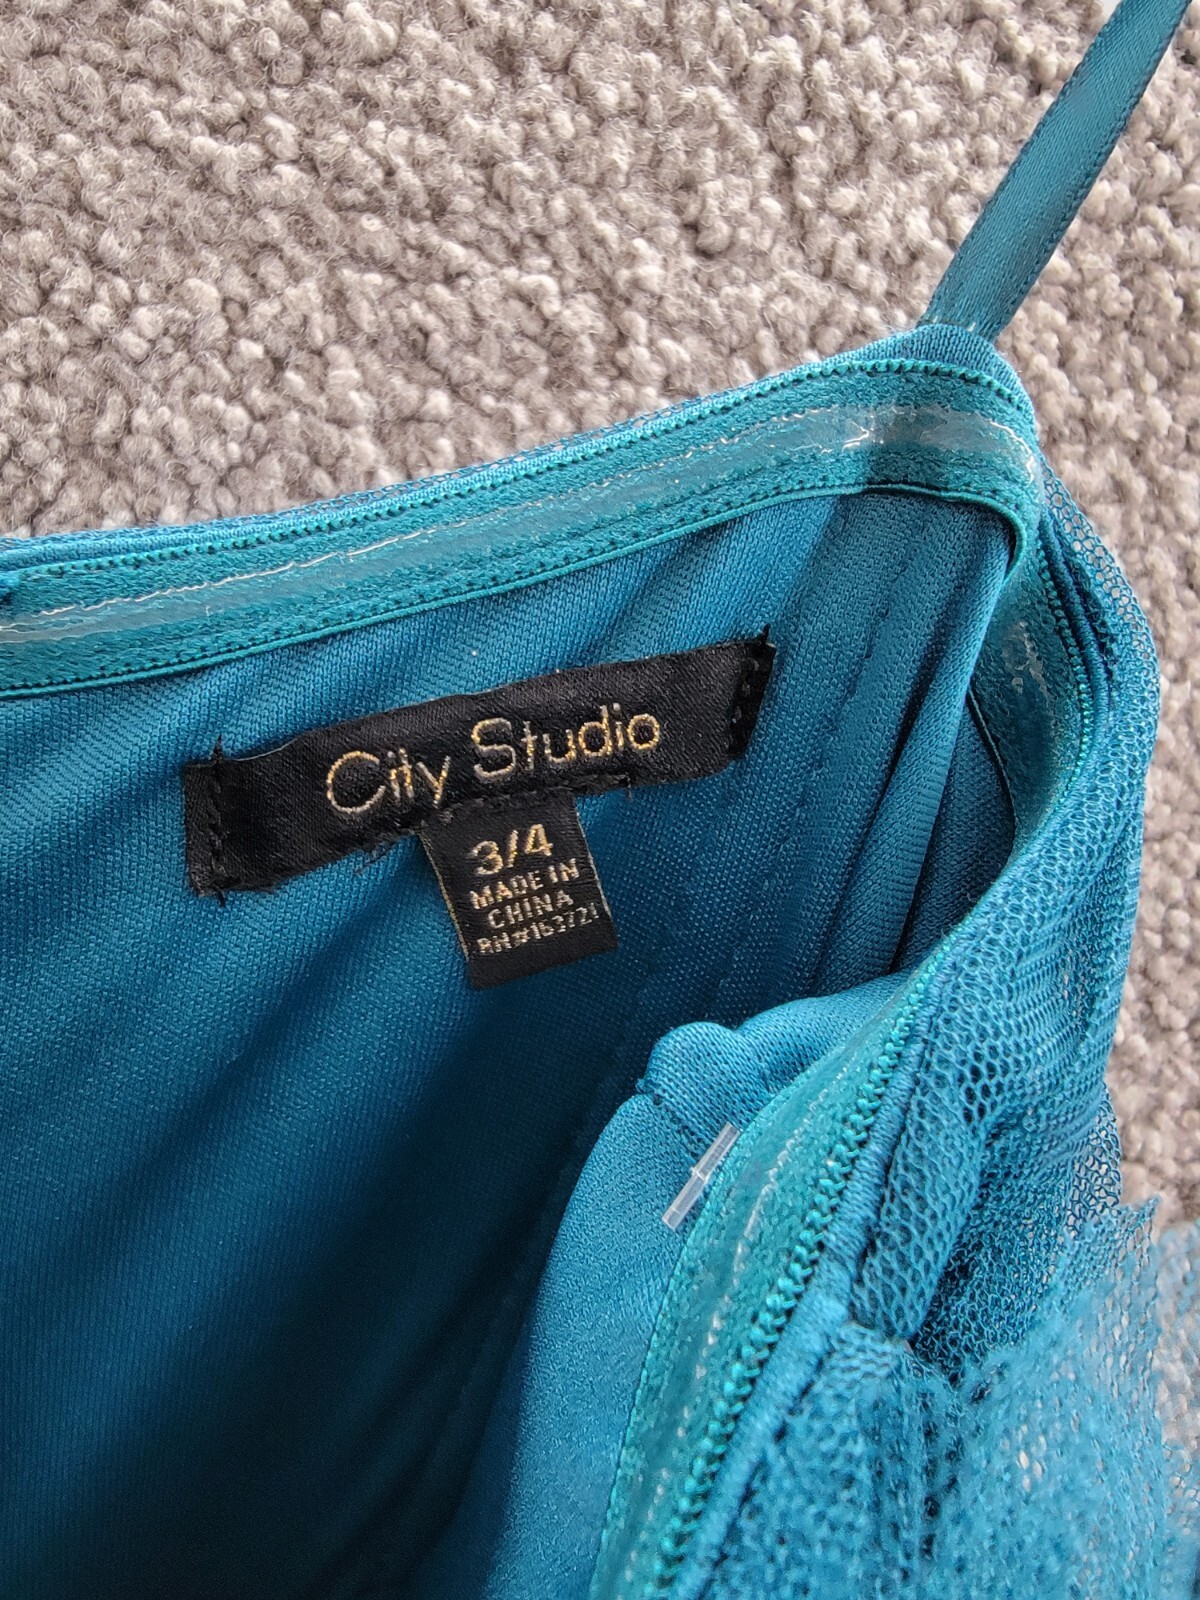 City Studio
3/4
MADE IN
CHINA
RN#163721